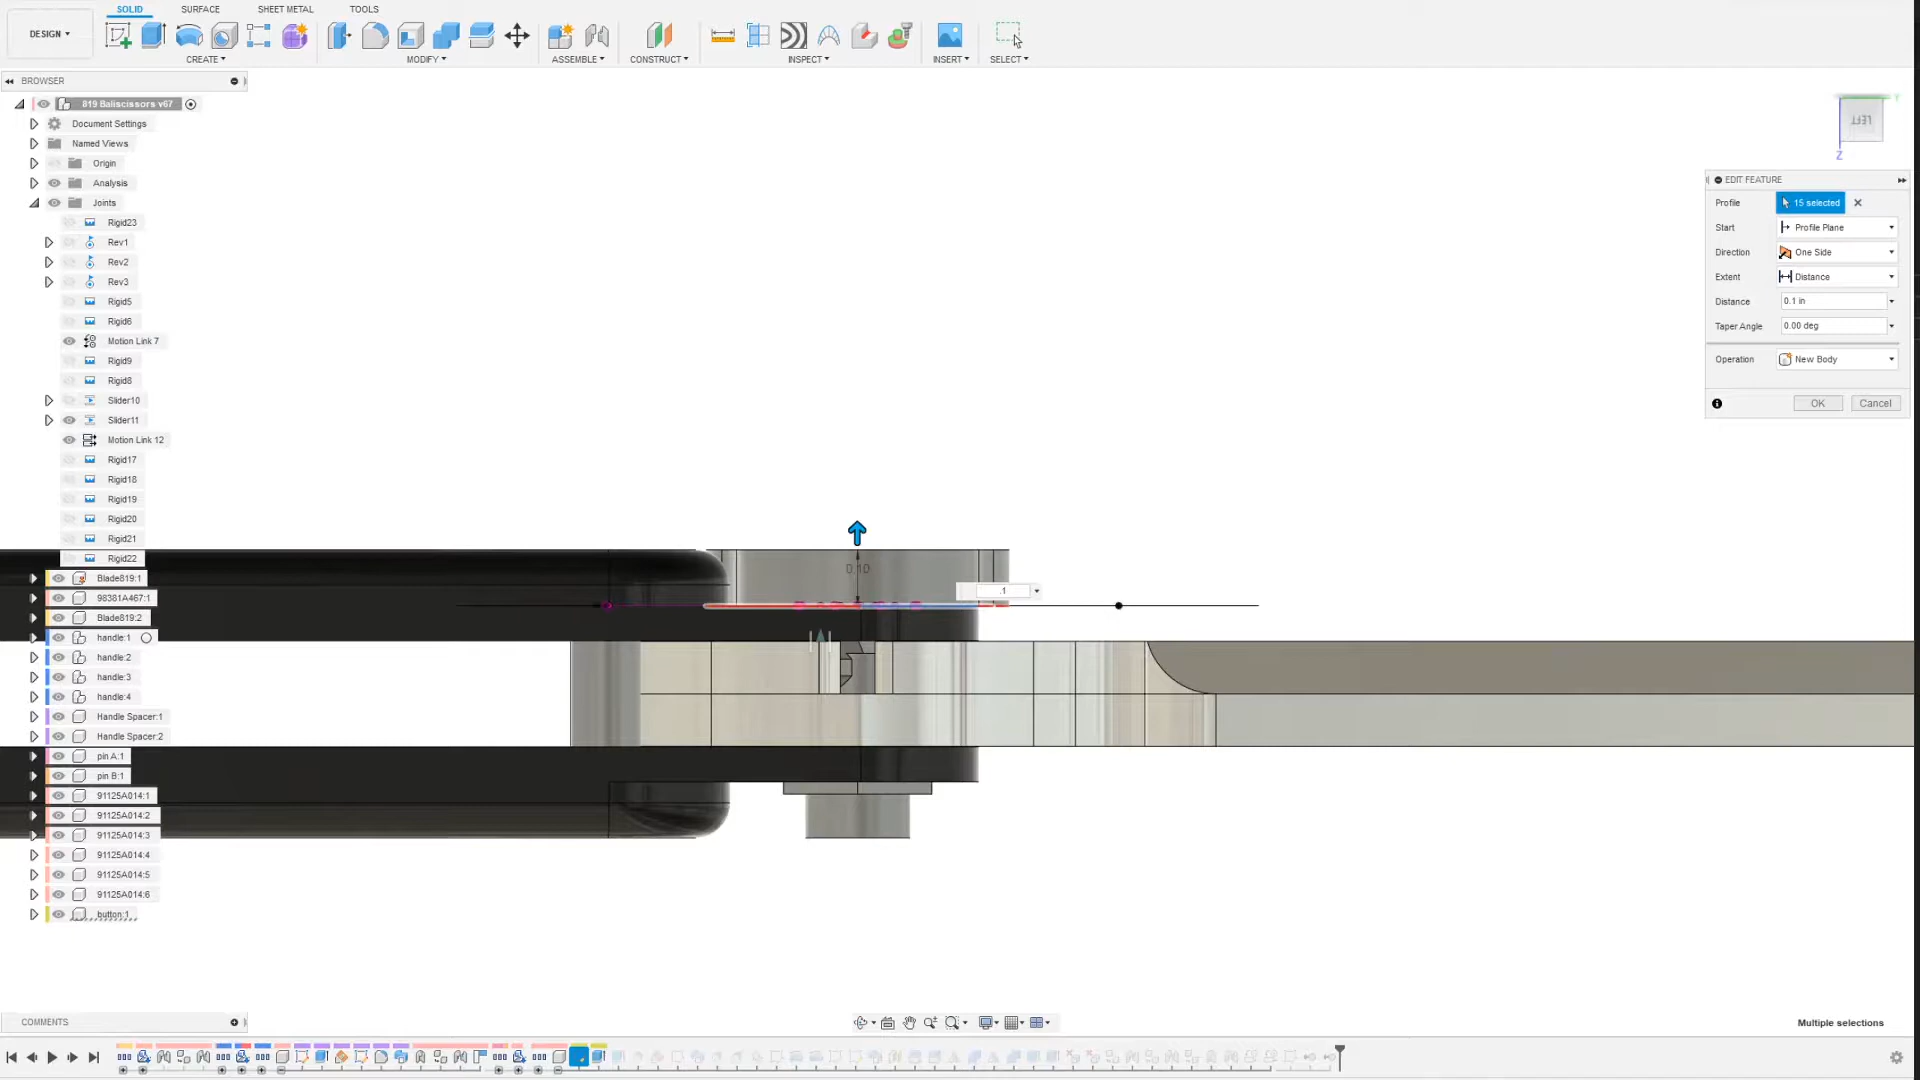 SOLID SURFACE SHEET METAL TOOLS
DESIGN
CREATE MODIFY ASSEMBLE CONSTRUCT INSPECT INSERT SELECT
BROWSER
819 Baliscissors v67
Document Settings
Named Views
Origin
Analysis
Joints
Rigid23
Rev1
Rev2
Rev3
Rigid5
Rigid6
Motion Link 7
Rigid9
Rigid8
Slider10
Slider11
Motion Link 12
Rigid17
Rigid18
Rigid19
Rigid20
Rigid21
Rigid22
Blade819:1
98381A467:1
Blade819:2
handle:1
handle:2
handle:3
handle:4
Handle Spacer:1
Handle Spacer:2
pin A:1
pin B:1
91125A014:1
91125A014:2
91125A014:3
91125A014:4
91125A014:5
91125A014:6
button:1
0.10
.1
LEFT
Z
EDIT FEATURE
Profile 15 selected
Start Profile Plane
Direction One Side
Extent Distance
Distance 0.1 in
Taper Angle 0.00 deg
Operation New Body
OK Cancel
COMMENTS
Multiple selections